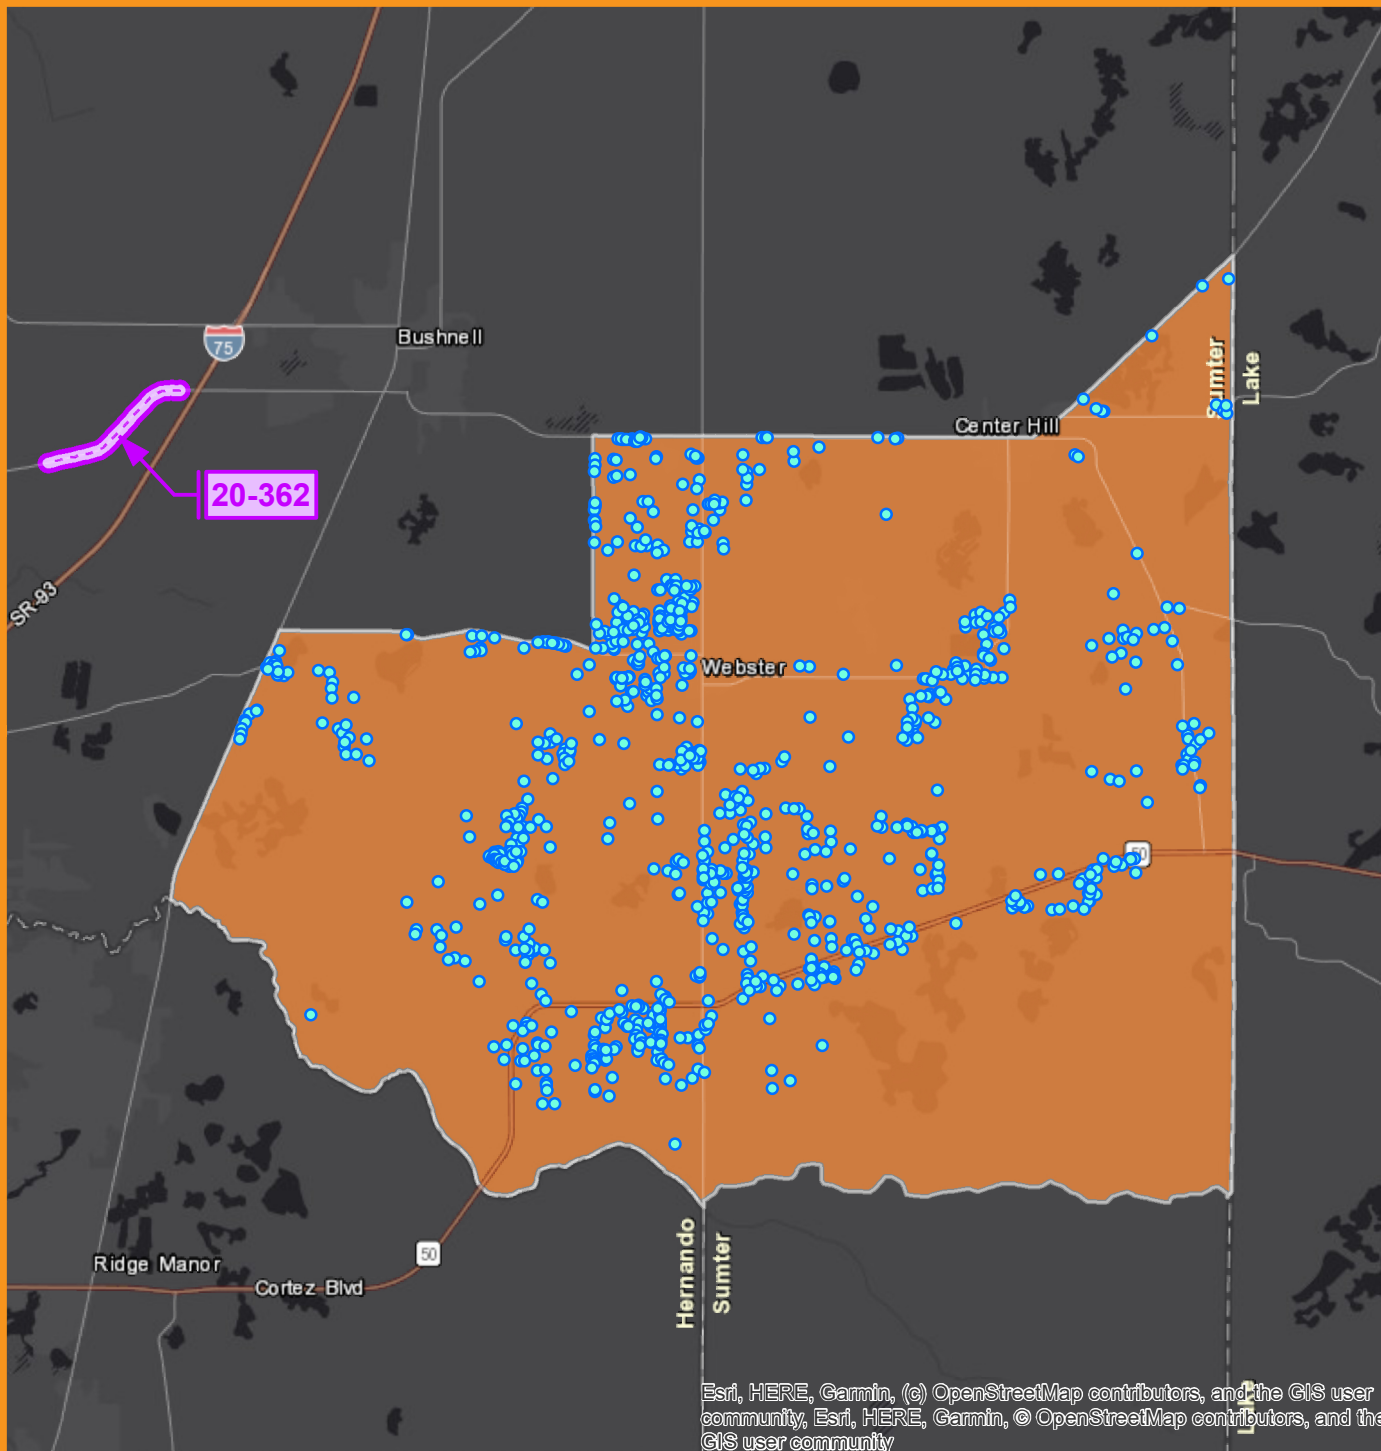 Bushnell
75
Sumter
Lake
Center Hill
20-362
SR-93
Webster
50
Hernando
Sumter
50
Ridge Manor
Cortez Blvd
Lake
Esri, HERE, Garmin, (c) OpenStreetMap contributors, and the GIS user
community, Esri, HERE, Garmin, © OpenStreetMap contributors, and the
GIS user community